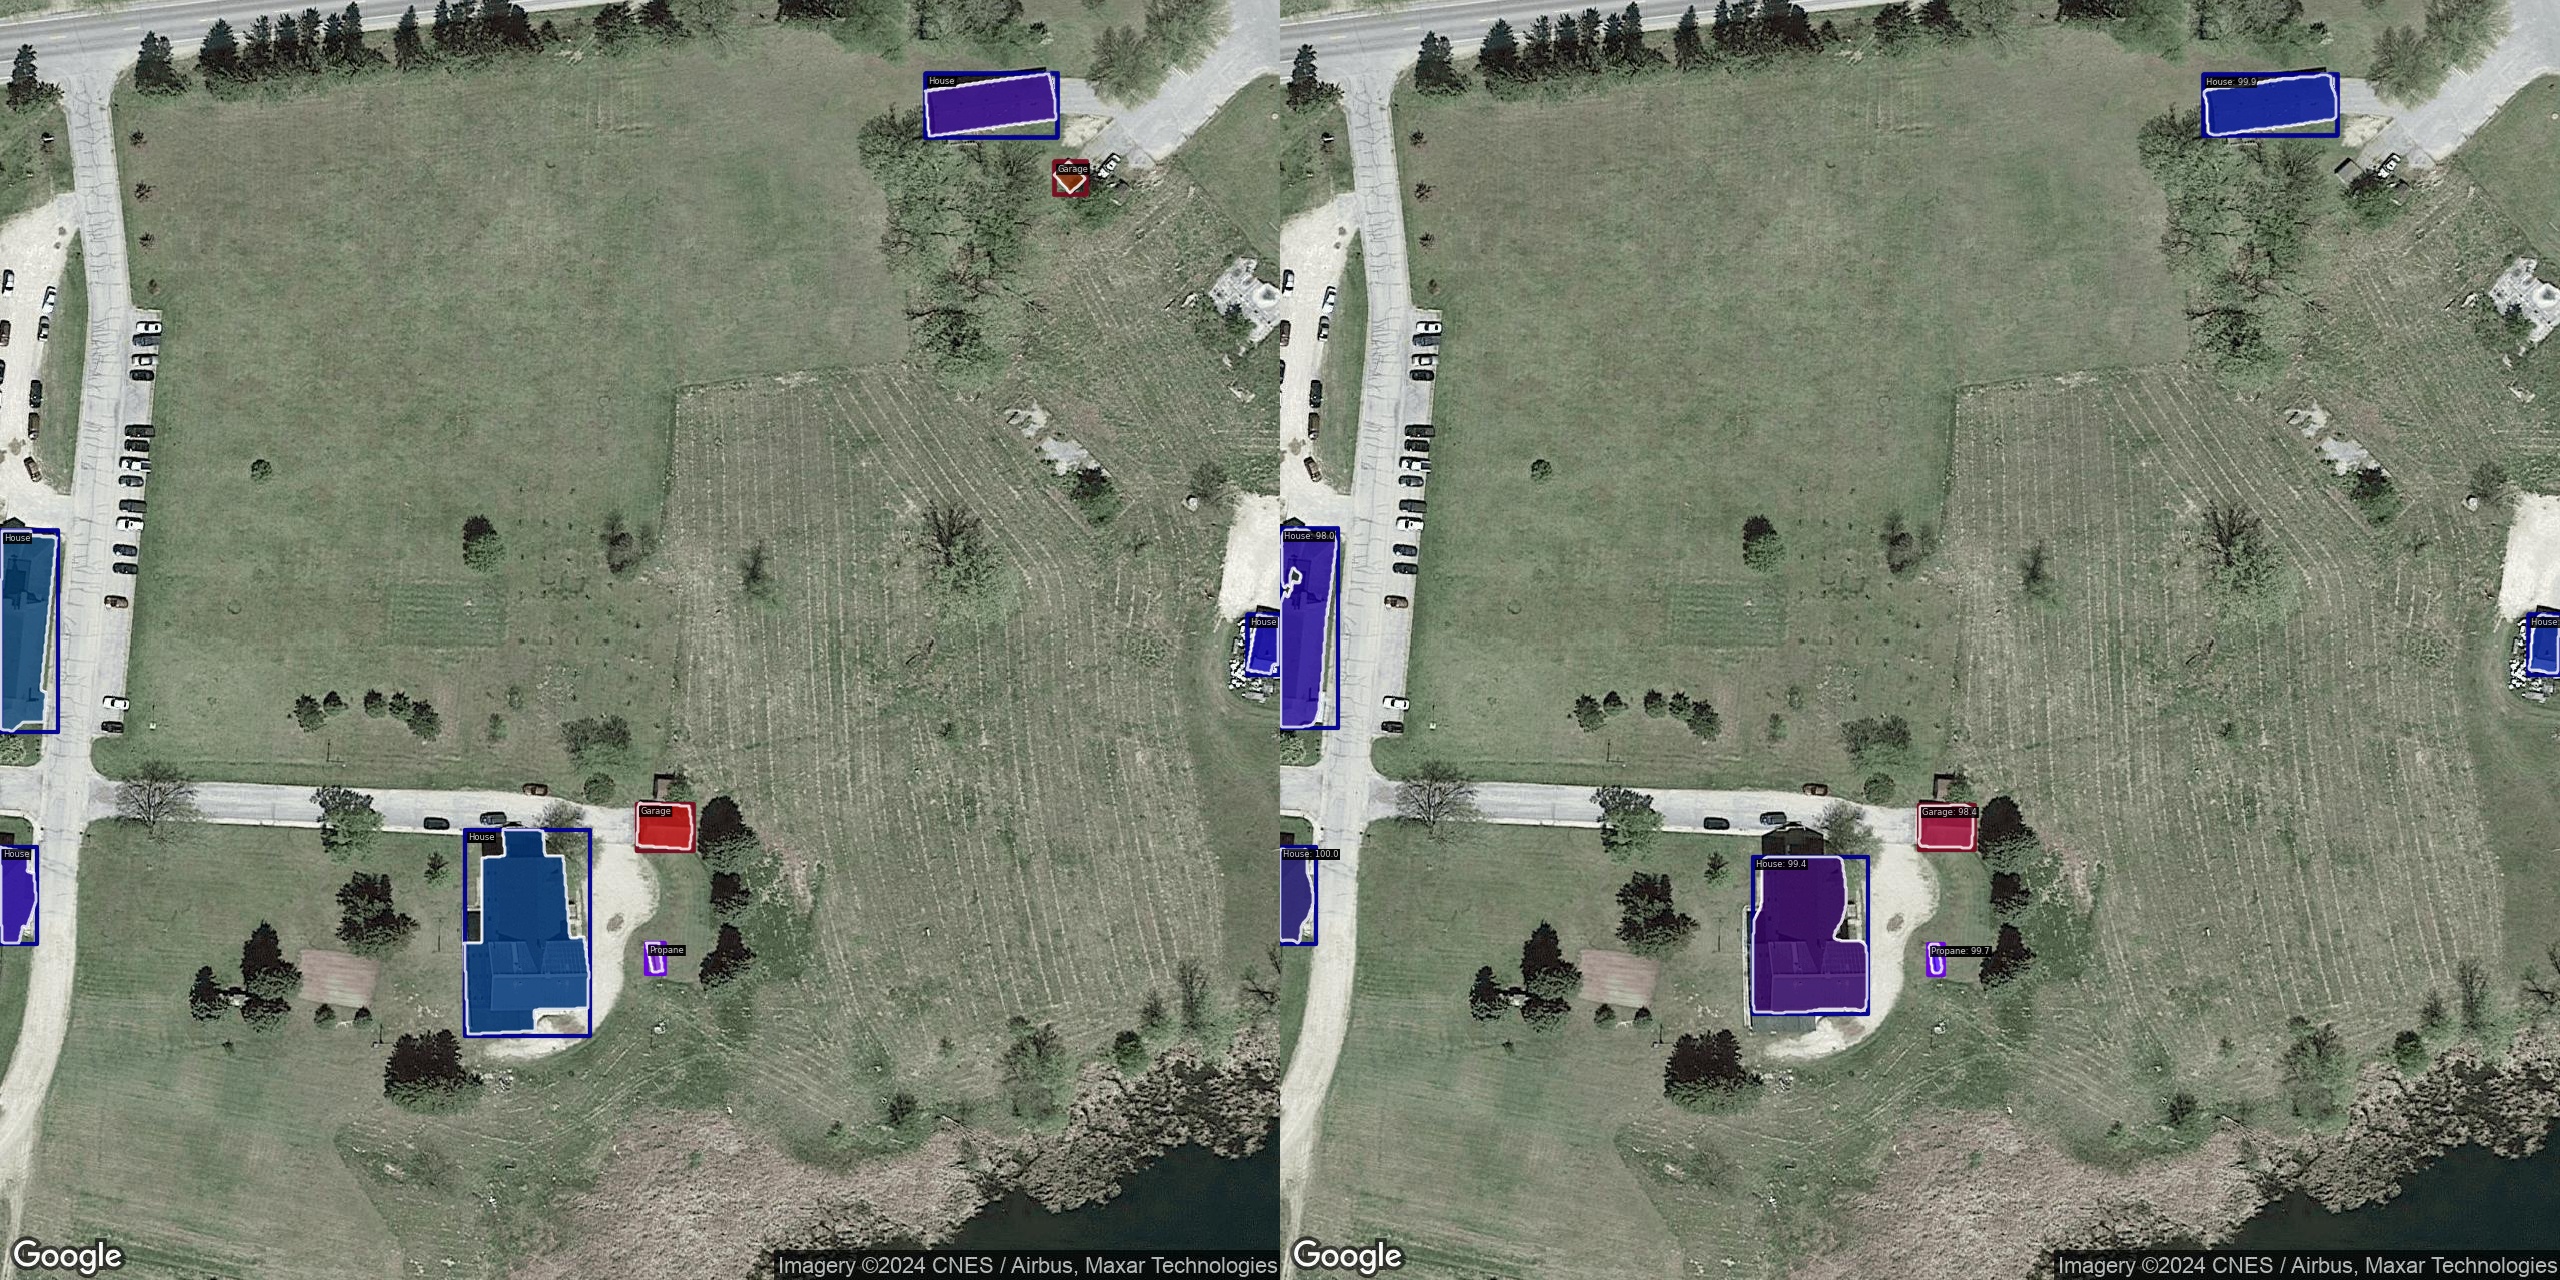 House
Garage
House
House
Garage
House
House
Propane
Google
Imagery ©2024 CNES / Airbus, Maxar Technologies
House: 99.9
House: 98.0
House:
Garage: 98.4
House: 100.0
House: 99.4
Propane: 99.7
Google
Imagery ©2024 CNES / Airbus, Maxar Technologies